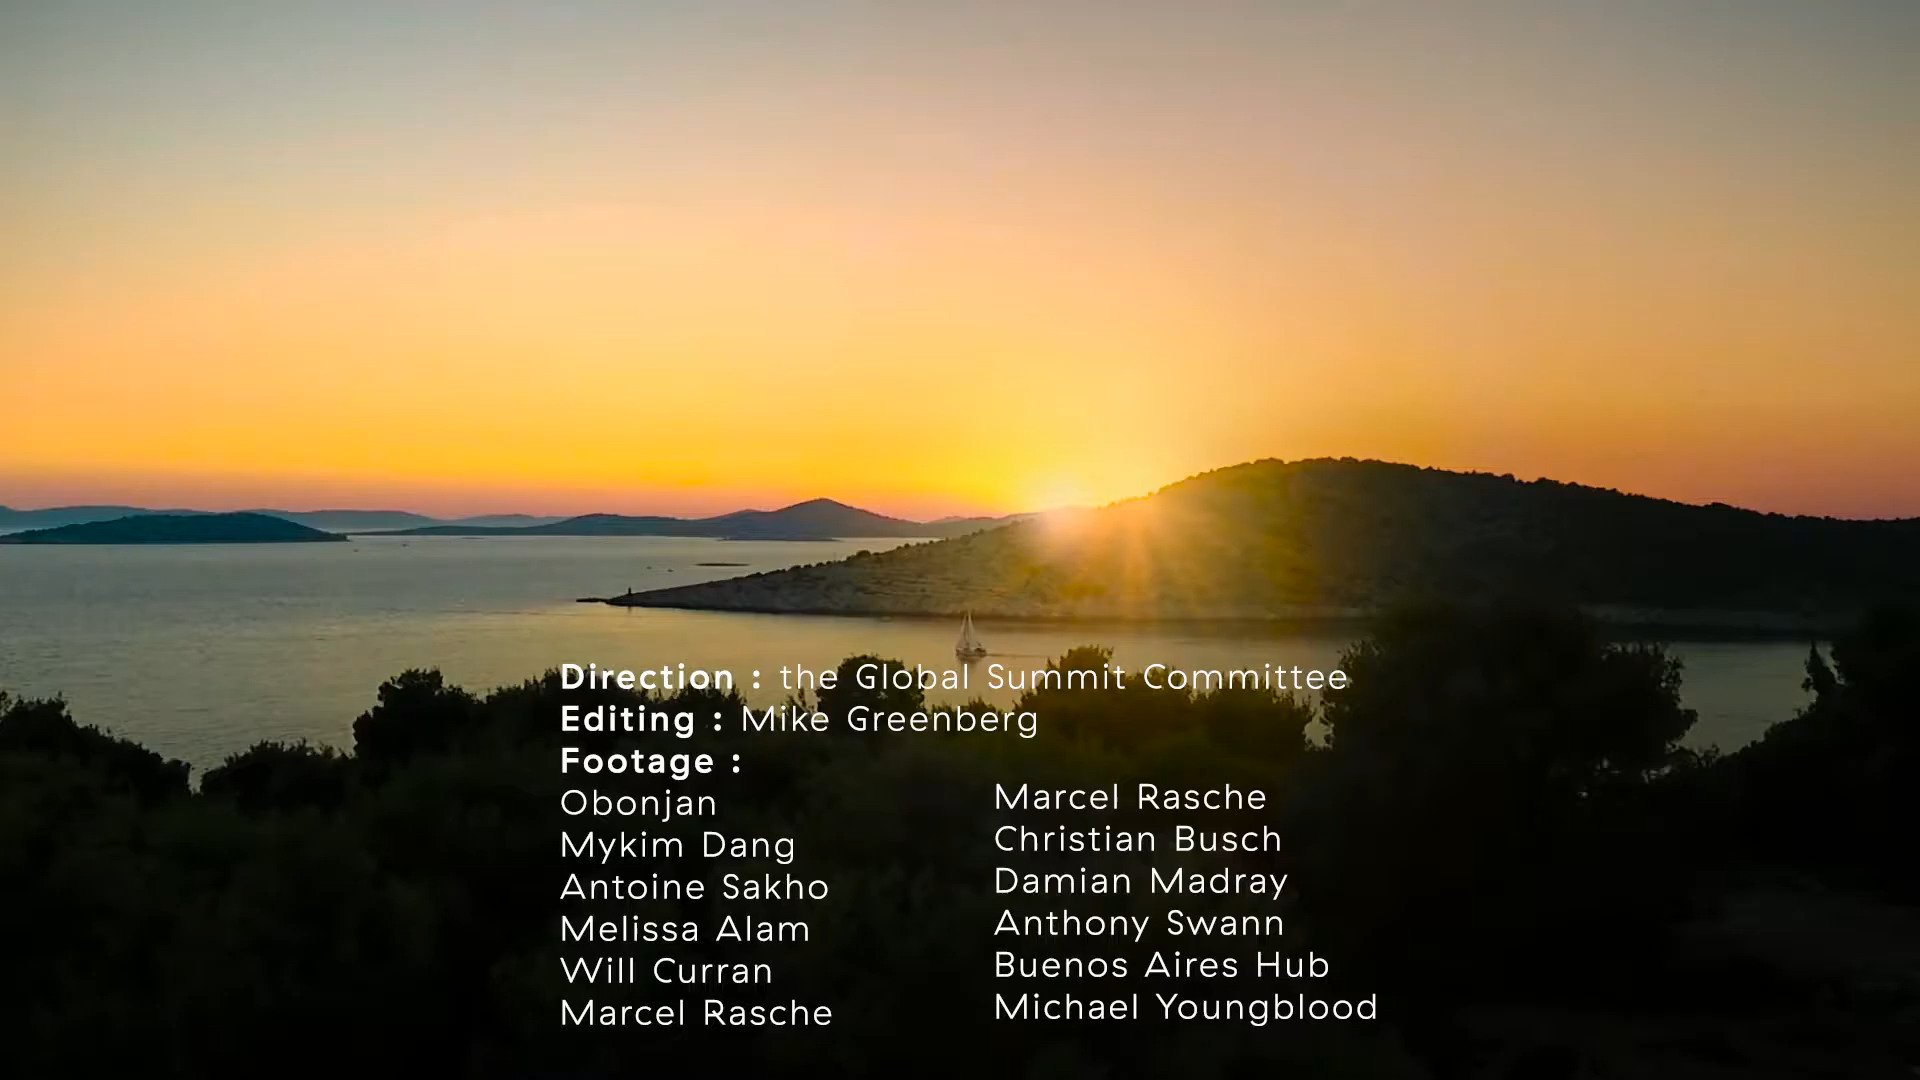 Direction : the Global Summit Committee
Editing : Mike Greenberg
Footage :
Obonjan
Mykim Dang
Antoine Sakho
Melissa Alam
Will Curran
Marcel Rasche
Marcel Rasche
Christian Busch
Damian Madray
Anthony Swann
Buenos Aires Hub
Michael Youngblood